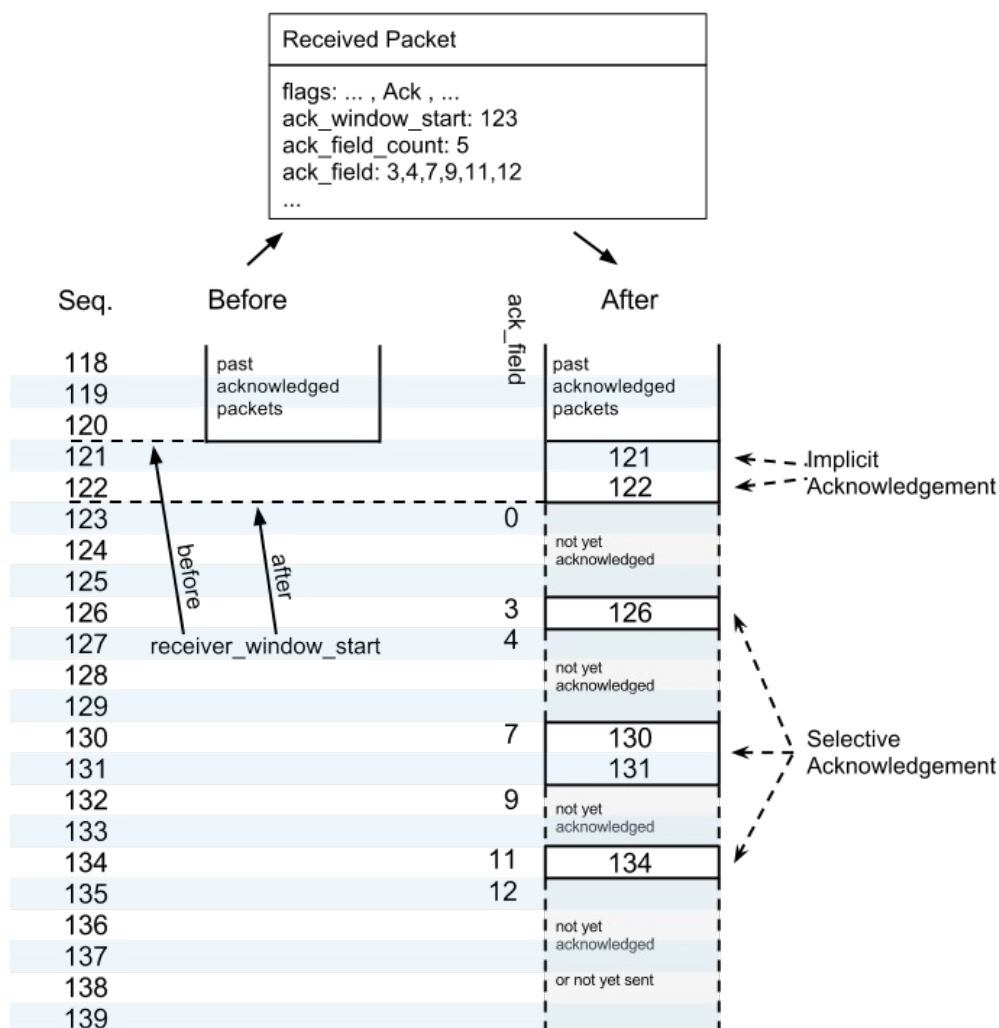 Received Packet
flags: ... , Ack , ...
ack_window_start: 123
ack_field_count: 5
ack_field: 3,4,7,9,11,12
...
Seq.
Before
ack_field
After
118
119
120
121
122
123
124
125
126
127
128
129
130
131
132
133
134
135
136
137
138
139
past
acknowledged
packets
before
after
receiver_window_start
0
3
4
7
9
11
12
past
acknowledged
packets
121
122
not yet
acknowledged
126
not yet
acknowledged
130
131
not yet
acknowledged
134
not yet
acknowledged
or not yet sent
Implicit
Acknowledgement
Selective
Acknowledgement